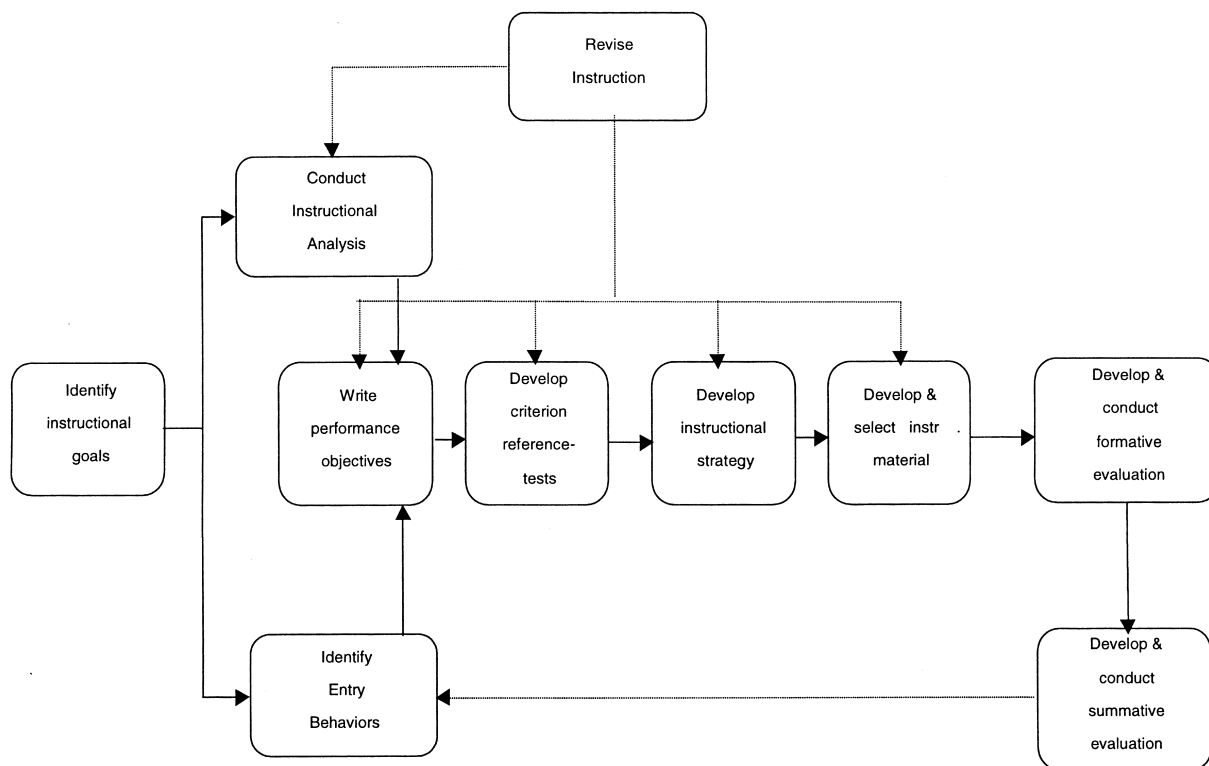 Revise
Instruction
Conduct
Instructional
Analysis
Identify
instructional
goals
Write
performance
objectives
Develop
criterion
reference-
tests
Develop
instructional
strategy
Develop &
select instr .
material
Develop &
conduct
formative
evaluation
Identify
Entry
Behaviors
Develop &
conduct
summative
evaluation